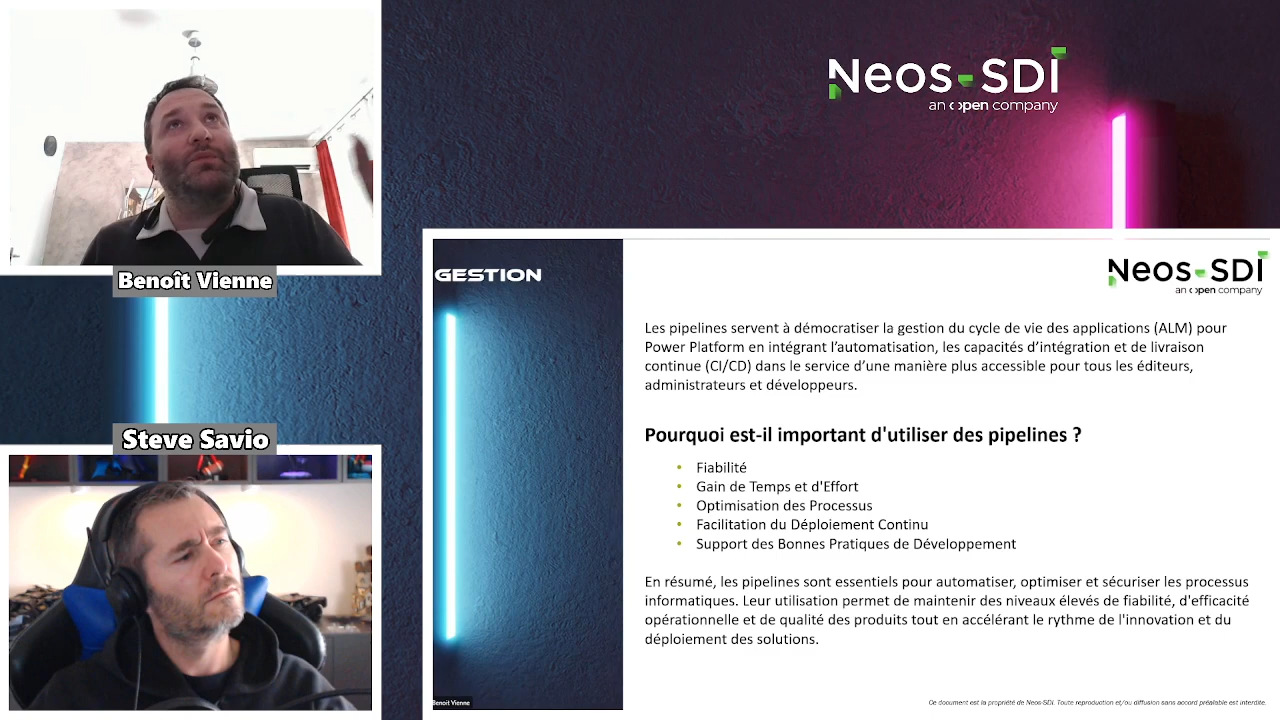 Neos-SDI
an open company
Benoît Vienne
Steve Savio
GESTION
Neos-SDI
an open company
Les pipelines servent à démocratiser la gestion du cycle de vie des applications (ALM) pour
Power Platform en intégrant l’automatisation, les capacités d’intégration et de livraison
continue (CI/CD) dans le service d’une manière plus accessible pour tous les éditeurs,
administrateurs et développeurs.
Pourquoi est-il important d'utiliser des pipelines ?
• Fiabilité
• Gain de Temps et d'Effort
• Optimisation des Processus
• Facilitation du Déploiement Continu
• Support des Bonnes Pratiques de Développement
En résumé, les pipelines sont essentiels pour automatiser, optimiser et sécuriser les processus
informatiques. Leur utilisation permet de maintenir des niveaux élevés de fiabilité, d'efficacité
opérationnelle et de qualité des produits tout en accélérant le rythme de l'innovation et du
déploiement des solutions.
Benoit Vienne
Ce document est la propriété de Neos-SDI. Toute reproduction et/ou diffusion sans accord préalable est interdite.